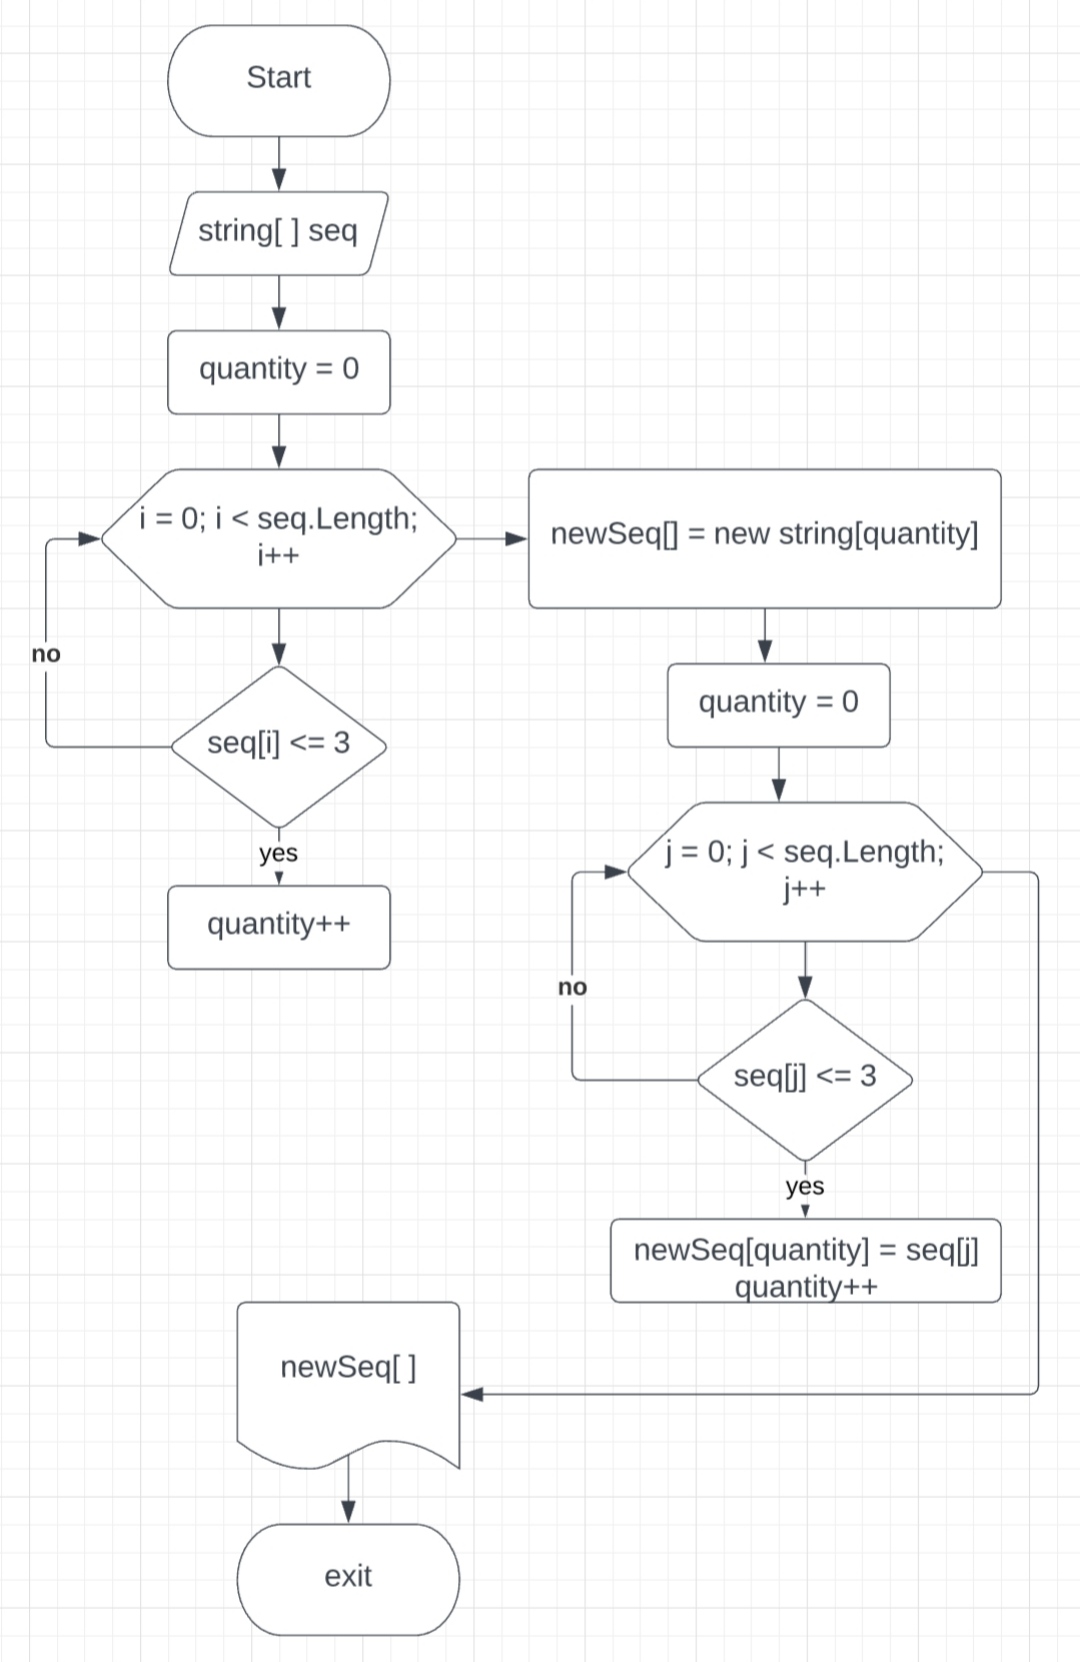 Start
string[ ] seq
quantity = 0
i = 0; i < seq.Length;
i++
no
seq[i] <= 3
yes
quantity++
newSeq[] = new string[quantity]
quantity = 0
j = 0; j < seq.Length;
j++
no
seq[j] <= 3
yes
newSeq[quantity] = seq[j]
quantity++
newSeq[ ]
exit